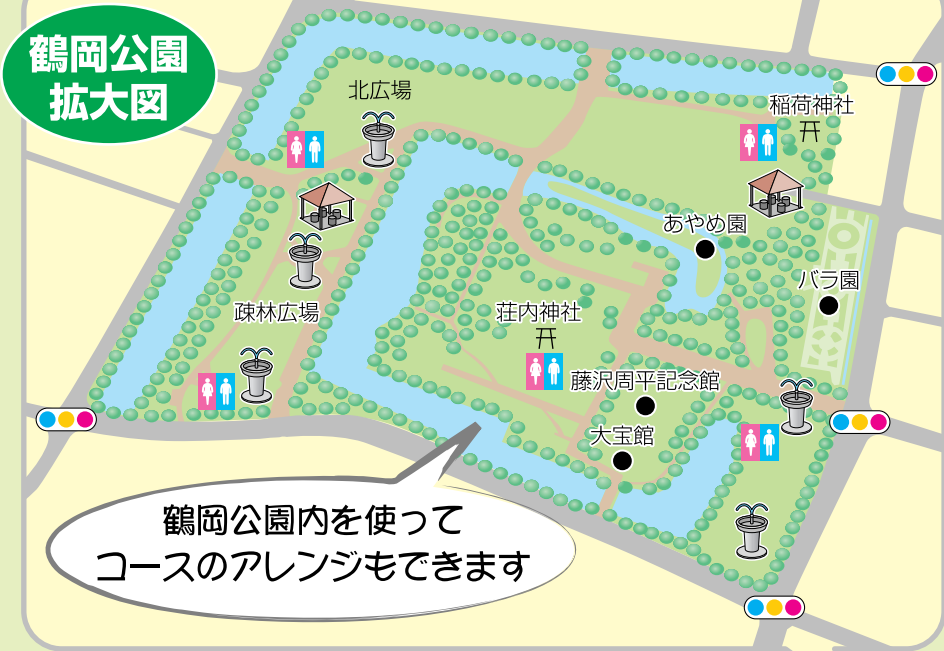 鶴岡公園
拡大図
北広場
稲荷神社
あやめ園
バラ園
疎林広場
荘内神社
藤沢周平記念館
大宝館
鶴岡公園内を使って
コースのアレンジもできます